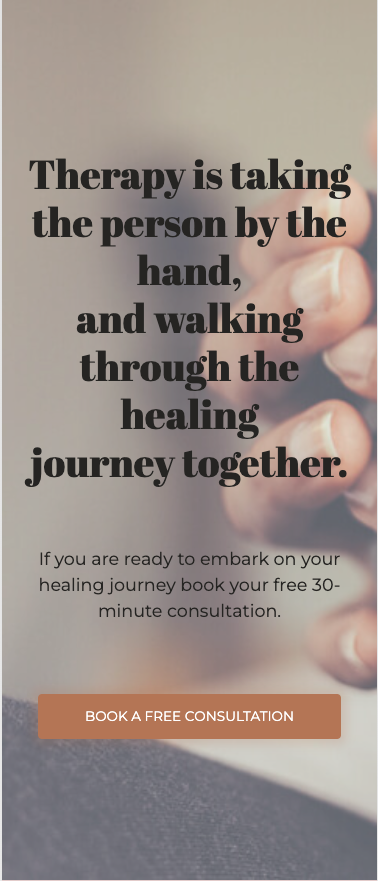 Therapy is taking
the person by the
hand,
and walking
through the
healing
journey together.
If you are ready to embark on your
healing journey book your free 30-
minute consultation.
BOOK A FREE CONSULTATION